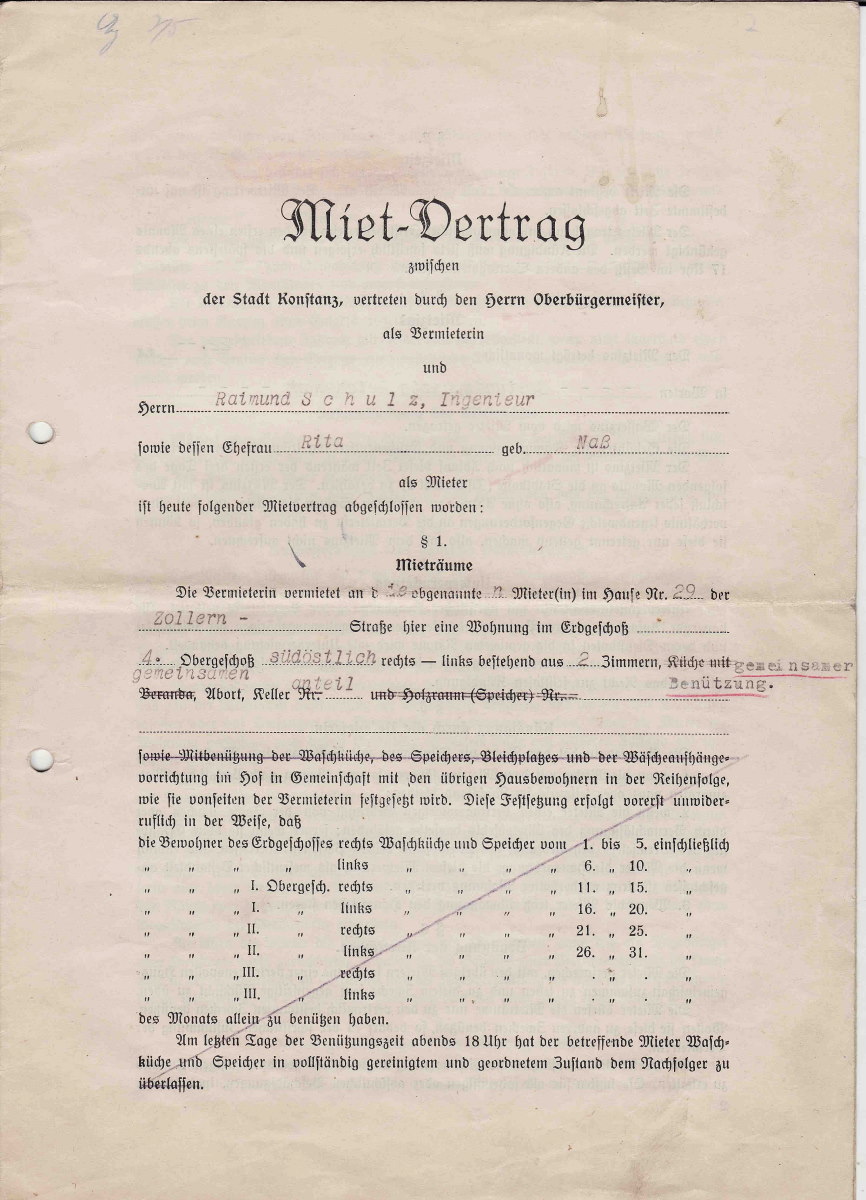 Miet-Vertrag
zwischen
der Stadt Konstanz, vertreten durch den Herrn Oberbürgermeister,
als Vermieterin
und
Herrn Raimund S c h u l z, Ingenieur
sowie dessen Ehefrau Rita geb. Naß
als Mieter
ist heute folgender Mietvertrag abgeschlossen worden:
§ 1.
Mieträume
Die Vermieterin vermietet an d ie obgenannte n Mieter(in) im Hause Nr. 29 der
Zollern - Straße hier eine Wohnung im Erdgeschoß
4. Obergeschoß südöstlich rechts — links bestehend aus 2 Zimmern, Küche mit gemeinsamer
gemeinsamen Benützung.
Veranda, Abort, Keller Nr. anteil und Holzraum (Speicher) Nr.
sowie Mitbenützung der Waschküche, des Speichers, Bleichplatzes und der Wäscheaufhänge-
vorrichtung im Hof in Gemeinschaft mit den übrigen Hausbewohnern in der Reihenfolge,
wie sie vonseiten der Vermieterin festgesetzt wird. Diese Festsetzung erfolgt vorerst unwider-
ruflich in der Weise, daß
die Bewohner des Erdgeschosses rechts Waschküche und Speicher vom 1. bis 5. einschließlich
„ „ „ „ links „ „ „ „ 6. „ 10. „
„ „ „ I. Obergesch. rechts „ „ „ „ 11. „ 15. „
„ „ „ I. „ links „ „ „ „ 16. „ 20. „
„ „ „ II. „ rechts „ „ „ „ 21. „ 25. „
„ „ „ II. „ links „ „ „ „ 26. „ 31. „
„ „ „ III. „ rechts „ „ „ „ . „ . „
„ „ „ III. „ links „ „ „ „ . „ . „
des Monats allein zu benützen haben.
Am letzten Tage der Benützungszeit abends 18 Uhr hat der betreffende Mieter Wasch-
küche und Speicher in vollständig gereinigtem und geordnetem Zustand dem Nachfolger zu
überlassen.